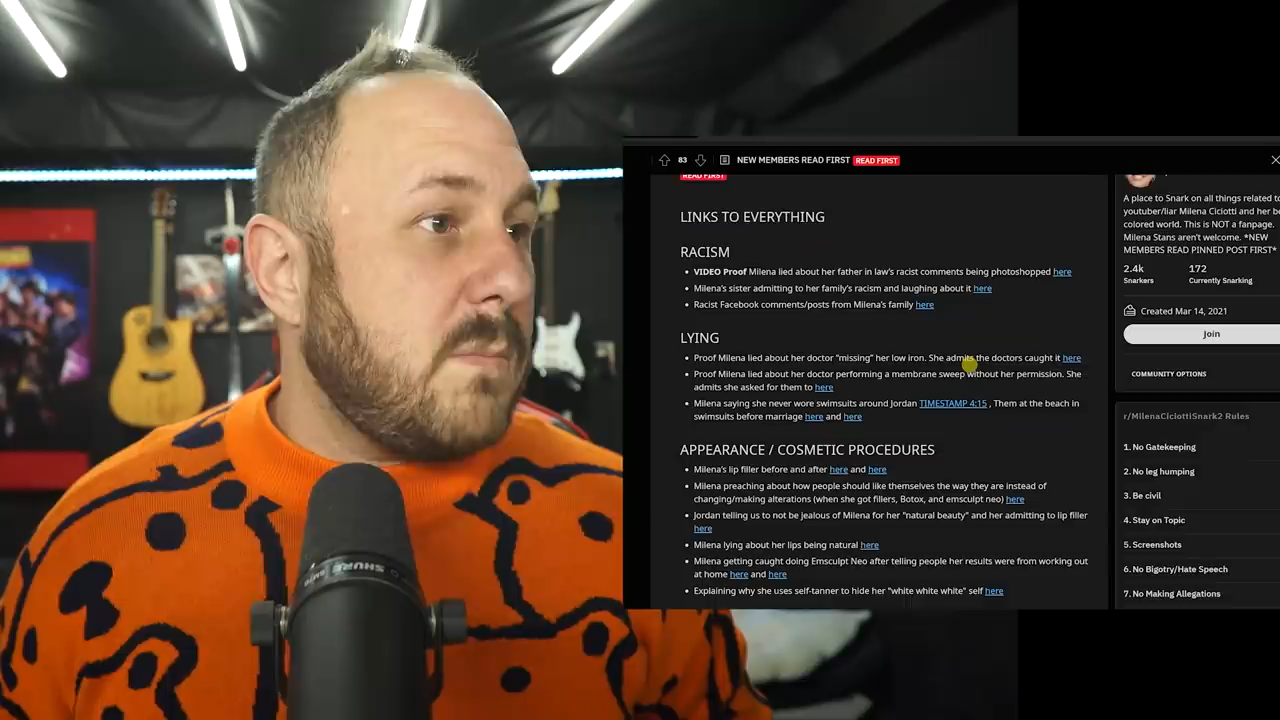 83 NEW MEMBERS READ FIRST READ FIRST
READ FIRST
LINKS TO EVERYTHING
RACISM
VIDEO Proof Milena lied about her father in law's racist comments being photoshopped here
Milena's sister admitting to her family's racism and laughing about it here
Racist Facebook comments/posts from Milena's family here
LYING
Proof Milena lied about her doctor "missing" her low iron. She admits the doctors caught it here
Proof Milena lied about her doctor performing a membrane sweep without her permission. She
admits she asked for them to here
Milena saying she never wore swimsuits around Jordan TIMESTAMP 4:15 , Them at the beach in
swimsuits before marriage here and here
APPEARANCE / COSMETIC PROCEDURES
Milena's lip filler before and after here and here
Milena preaching about how people should like themselves the way they are instead of
changing/making alterations (when she got fillers, Botox, and emsculpt neo) here
Jordan telling us to not be jealous of Milena for her "natural beauty" and her admitting to lip filler
here
Milena lying about her lips being natural here
Milena getting caught doing Emsculpt Neo after telling people her results were from working out
at home here and here
Explaining why she uses self-tanner to hide her "white white white" self here
A place to Snark on all things related to
youtuber/liar Milena Ciciotti and her be
colored world. This is NOT a fanpage.
Milena Stans aren't welcome. *NEW
MEMBERS READ PINNED POST FIRST*
2.4k 172
Snarkers Currently Snarking
Created Mar 14, 2021
Join
COMMUNITY OPTIONS
r/MilenaCiciottiSnark2 Rules
1. No Gatekeeping
2. No leg humping
3. Be civil
4. Stay on Topic
5. Screenshots
6. No Bigotry/Hate Speech
7. No Making Allegations
SHURE